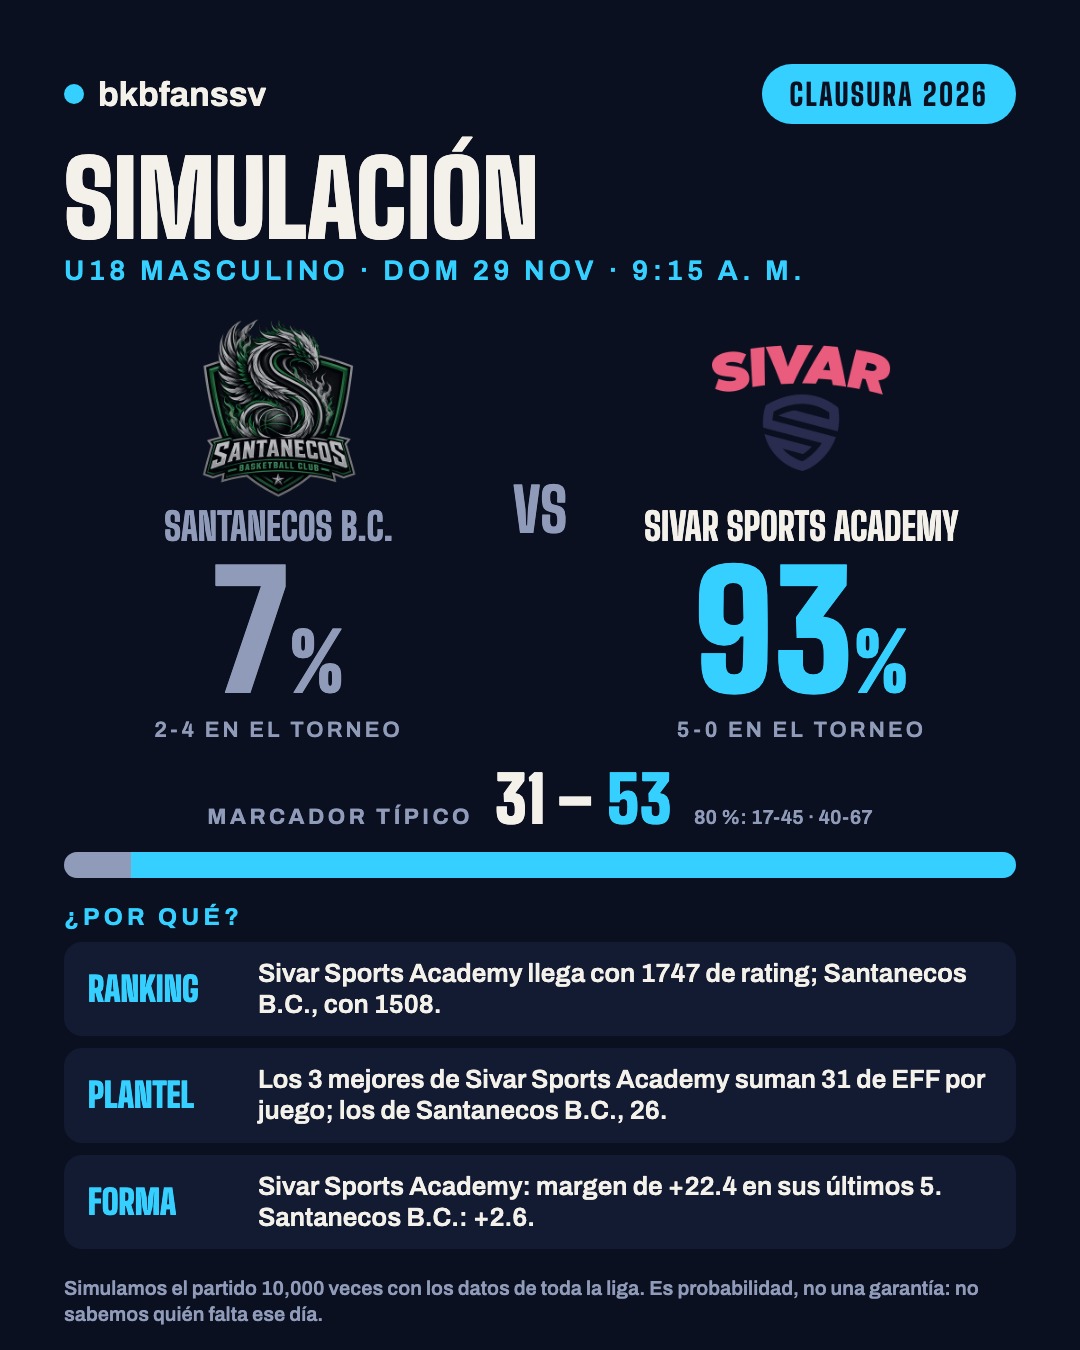 bkbfanssv
CLAUSURA 2026
SIMULACIÓN
U18 MASCULINO · DOM 29 NOV · 9:15 A. M.
SANTANECOS
BASKETBALL CLUB
SIVAR
SANTANECOS B.C.
VS
SIVAR SPORTS ACADEMY
7%
93%
2-4 EN EL TORNEO
5-0 EN EL TORNEO
MARCADOR TÍPICO 31 – 53 80 %: 17-45 · 40-67
¿POR QUÉ?
RANKING
Sivar Sports Academy llega con 1747 de rating; Santanecos
B.C., con 1508.
PLANTEL
Los 3 mejores de Sivar Sports Academy suman 31 de EFF por
juego; los de Santanecos B.C., 26.
FORMA
Sivar Sports Academy: margen de +22.4 en sus últimos 5.
Santanecos B.C.: +2.6.
Simulamos el partido 10,000 veces con los datos de toda la liga. Es probabilidad, no una garantía: no
sabemos quién falta ese día.